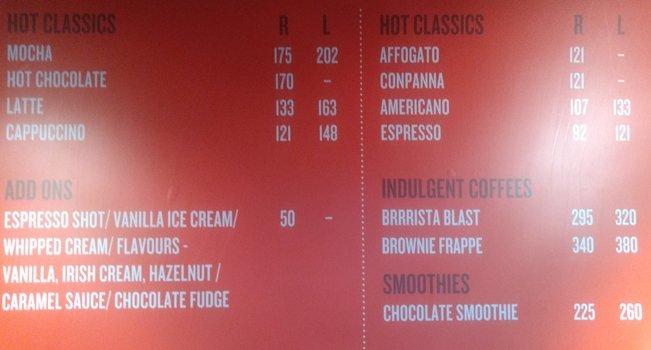 HOT CLASSICS R L
MOCHA 175 202
HOT CHOCOLATE 170 -
LATTE 133 163
CAPPUCCINO 121 148
ADD ONS
ESPRESSO SHOT/ VANILLA ICE CREAM/ 50 -
WHIPPED CREAM/ FLAVOURS -
VANILLA, IRISH CREAM, HAZELNUT /
CARAMEL SAUCE/ CHOCOLATE FUDGE
HOT CLASSICS R L
AFFOGATO 121 -
CONPANNA 121 -
AMERICANO 107 133
ESPRESSO 92 121
INDULGENT COFFEES
BRRRISTA BLAST 295 320
BROWNIE FRAPPE 340 380
SMOOTHIES
CHOCOLATE SMOOTHIE 225 260